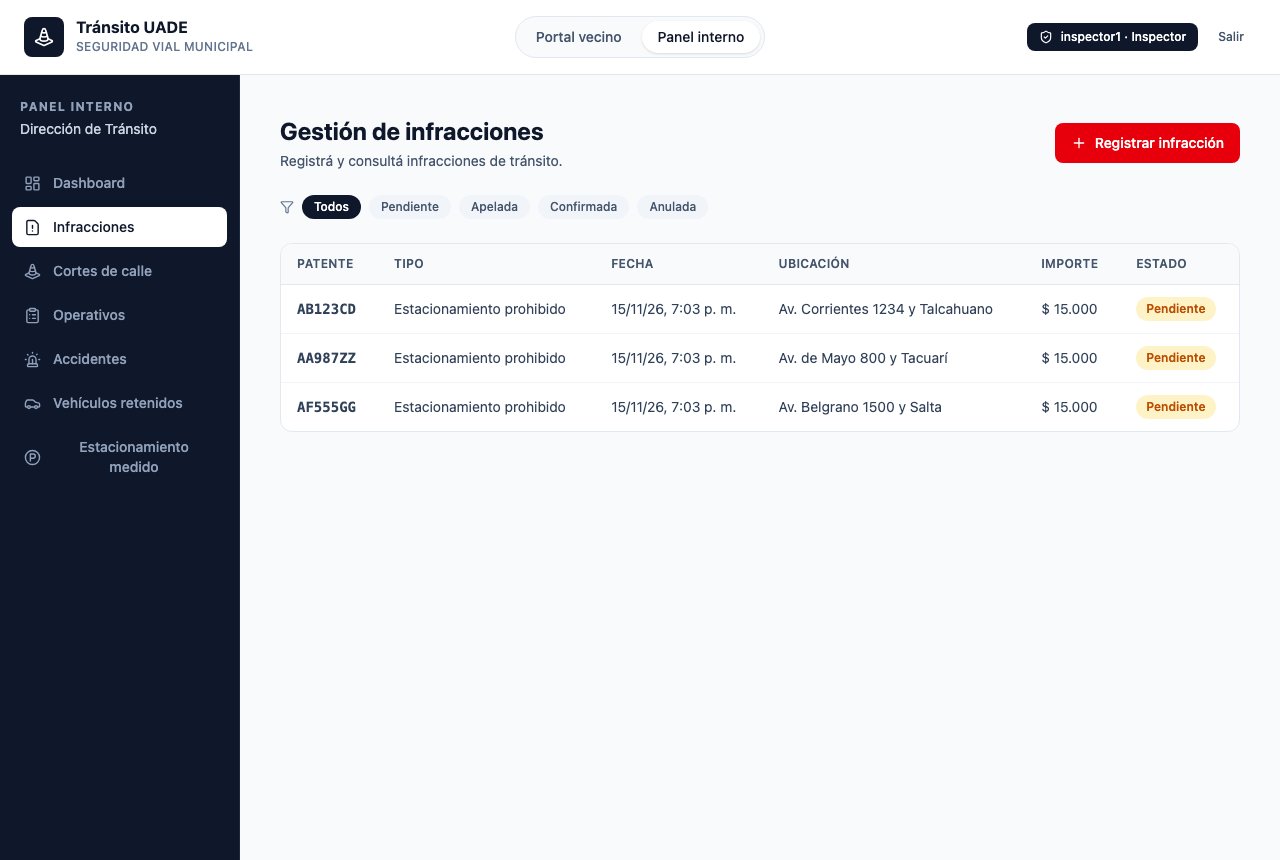 Tránsito UADE
SEGURIDAD VIAL MUNICIPAL
Portal vecino
Panel interno
inspector1 · Inspector
Salir
PANEL INTERNO
Dirección de Tránsito
Dashboard
Infracciones
Cortes de calle
Operativos
Accidentes
Vehículos retenidos
Estacionamiento
medido
Gestión de infracciones
Registrá y consultá infracciones de tránsito.
Registrar infracción
Todos Pendiente Apelada Confirmada Anulada
PATENTE TIPO FECHA UBICACIÓN IMPORTE ESTADO
AB123CD Estacionamiento prohibido 15/11/26, 7:03 p. m. Av. Corrientes 1234 y Talcahuano $ 15.000 Pendiente
AA987ZZ Estacionamiento prohibido 15/11/26, 7:03 p. m. Av. de Mayo 800 y Tacuarí $ 15.000 Pendiente
AF555GG Estacionamiento prohibido 15/11/26, 7:03 p. m. Av. Belgrano 1500 y Salta $ 15.000 Pendiente